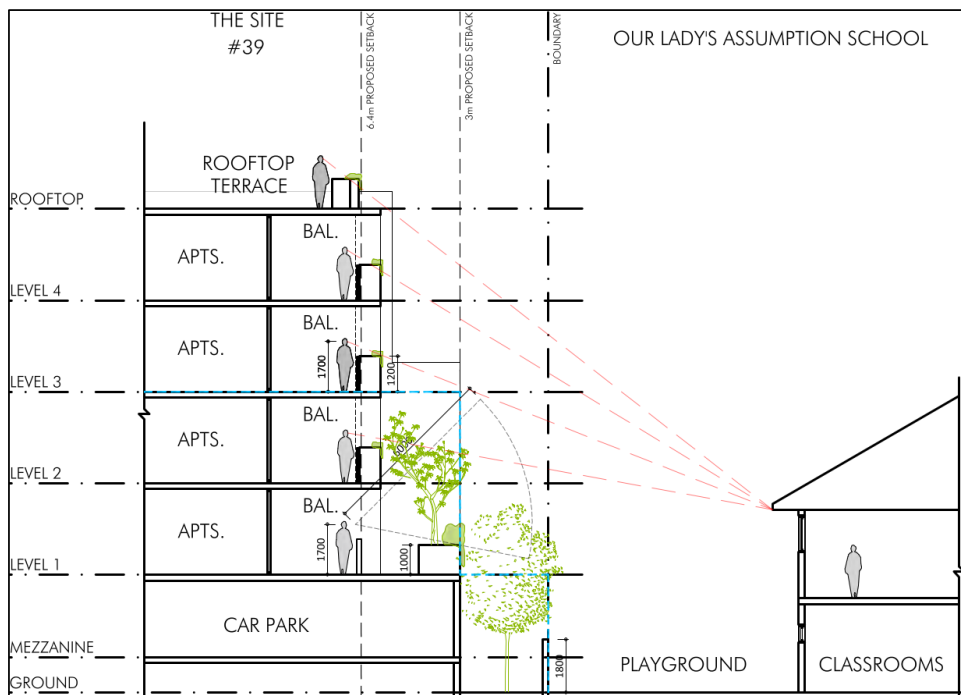 THE SITE
#39
6.4m PROPOSED SETBACK
3m PROPOSED SETBACK
BOUNDARY
OUR LADY'S ASSUMPTION SCHOOL
ROOFTOP
TERRACE
ROOFTOP
BAL.
APTS.
LEVEL 4
BAL.
APTS.
1700
1200
LEVEL 3
BAL.
APTS.
6000
LEVEL 2
BAL.
APTS.
1700
1000
LEVEL 1
CAR PARK
MEZZANINE
1800
PLAYGROUND
CLASSROOMS
GROUND